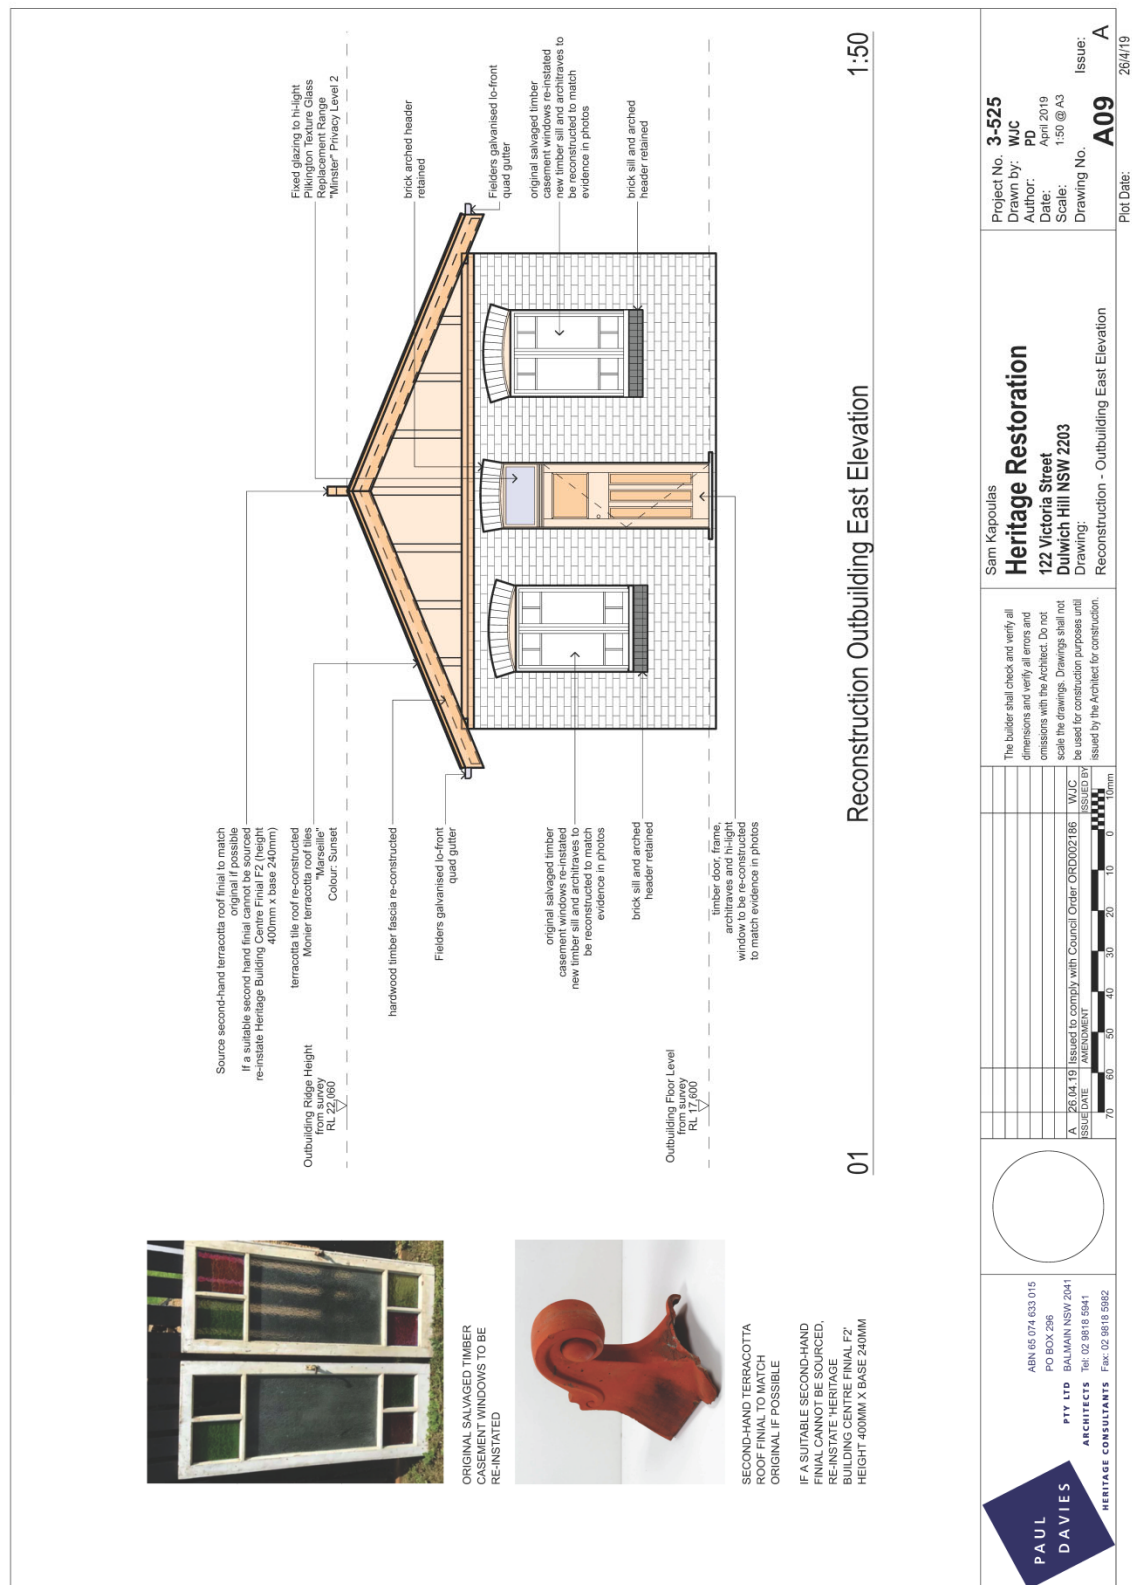 Source second-hand terracotta roof finial to match
original if possible
If a suitable second hand finial cannot be sourced
re-instate Heritage Building Centre Finial F2 (height
400mm x base 240mm)
terracotta tile roof re-constructed
Monier terracotta roof tiles
"Marseille"
Colour: Sunset
hardwood timber fascia re-constructed
Fielders galvanised lo-front
quad gutter
original salvaged timber
casement windows re-instated
new timber sill and architraves to
be reconstructed to match
evidence in photos
brick sill and arched
header retained
timber door, frame,
architraves and hi-light
window to be re-constructed
to match evidence in photos
Fixed glazing to hi-light
Pilkington Texture Glass
Replacement Range
"Minster" Privacy Level 2
brick arched header
retained
Fielders galvanised lo-front
quad gutter
original salvaged timber
casement windows re-instated
new timber sill and architraves to
be reconstructed to match
evidence in photos
brick sill and arched
header retained
Outbuilding Ridge Height
from survey
RL 22,060
Outbuilding Floor Level
from survey
RL 17,600
01 Reconstruction Outbuilding East Elevation 1:50
ORIGINAL SALVAGED TIMBER
CASEMENT WINDOWS TO BE
RE-INSTATED
SECOND-HAND TERRACOTTA
ROOF FINIAL TO MATCH
ORIGINAL IF POSSIBLE
IF A SUITABLE SECOND-HAND
FINIAL CANNOT BE SOURCED,
RE-INSTATE 'HERITAGE
BUILDING CENTRE FINIAL F2'
HEIGHT 400MM X BASE 240MM
PAUL
DAVIES
PTY LTD
ARCHITECTS
HERITAGE CONSULTANTS
ABN 65 074 633 015
PO BOX 296
BALMAIN NSW 2041
Tel: 02 9818 5941
Fax: 02 9818 5982
A 26.04.19 Issued to comply with Council Order ORD002186 WJC
ISSUE DATE AMENDMENT ISSUED BY
70 60 50 40 30 20 10 0 10mm
The builder shall check and verify all
dimensions and verify all errors and
omissions with the Architect. Do not
scale the drawings. Drawings shall not
be used for construction purposes until
issued by the Architect for construction.
Sam Kapoulas
Heritage Restoration
122 Victoria Street
Dulwich Hill NSW 2203
Drawing:
Reconstruction - Outbuilding East Elevation
Project No. 3-525
Drawn by: WJC
Author: PD
Date: April 2019
Scale: 1:50 @ A3
Drawing No. Issue:
A09 A
Plot Date: 26/4/19